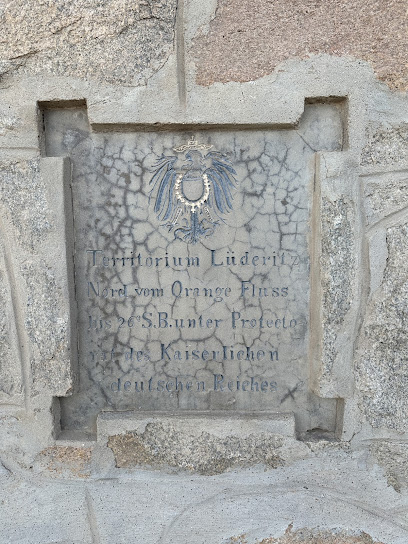 Territorium Lüderitz
Nord vom Orange Fluss
bis 26° S.B. unter Protecto-
rat des Kaiserlichen
deutschen Reiches